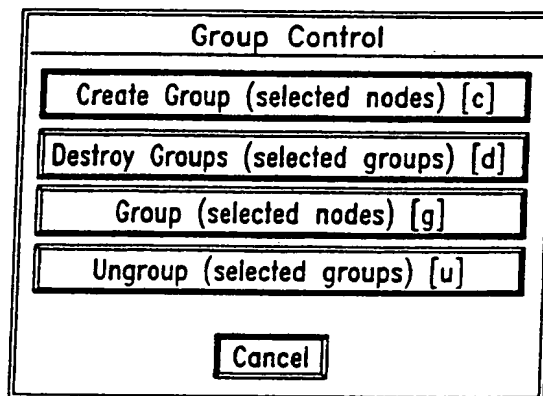 Group Control
Create Group (selected nodes) [c]
Destroy Groups (selected groups) [d]
Group (selected nodes) [g]
Ungroup (selected groups) [u]
Cancel